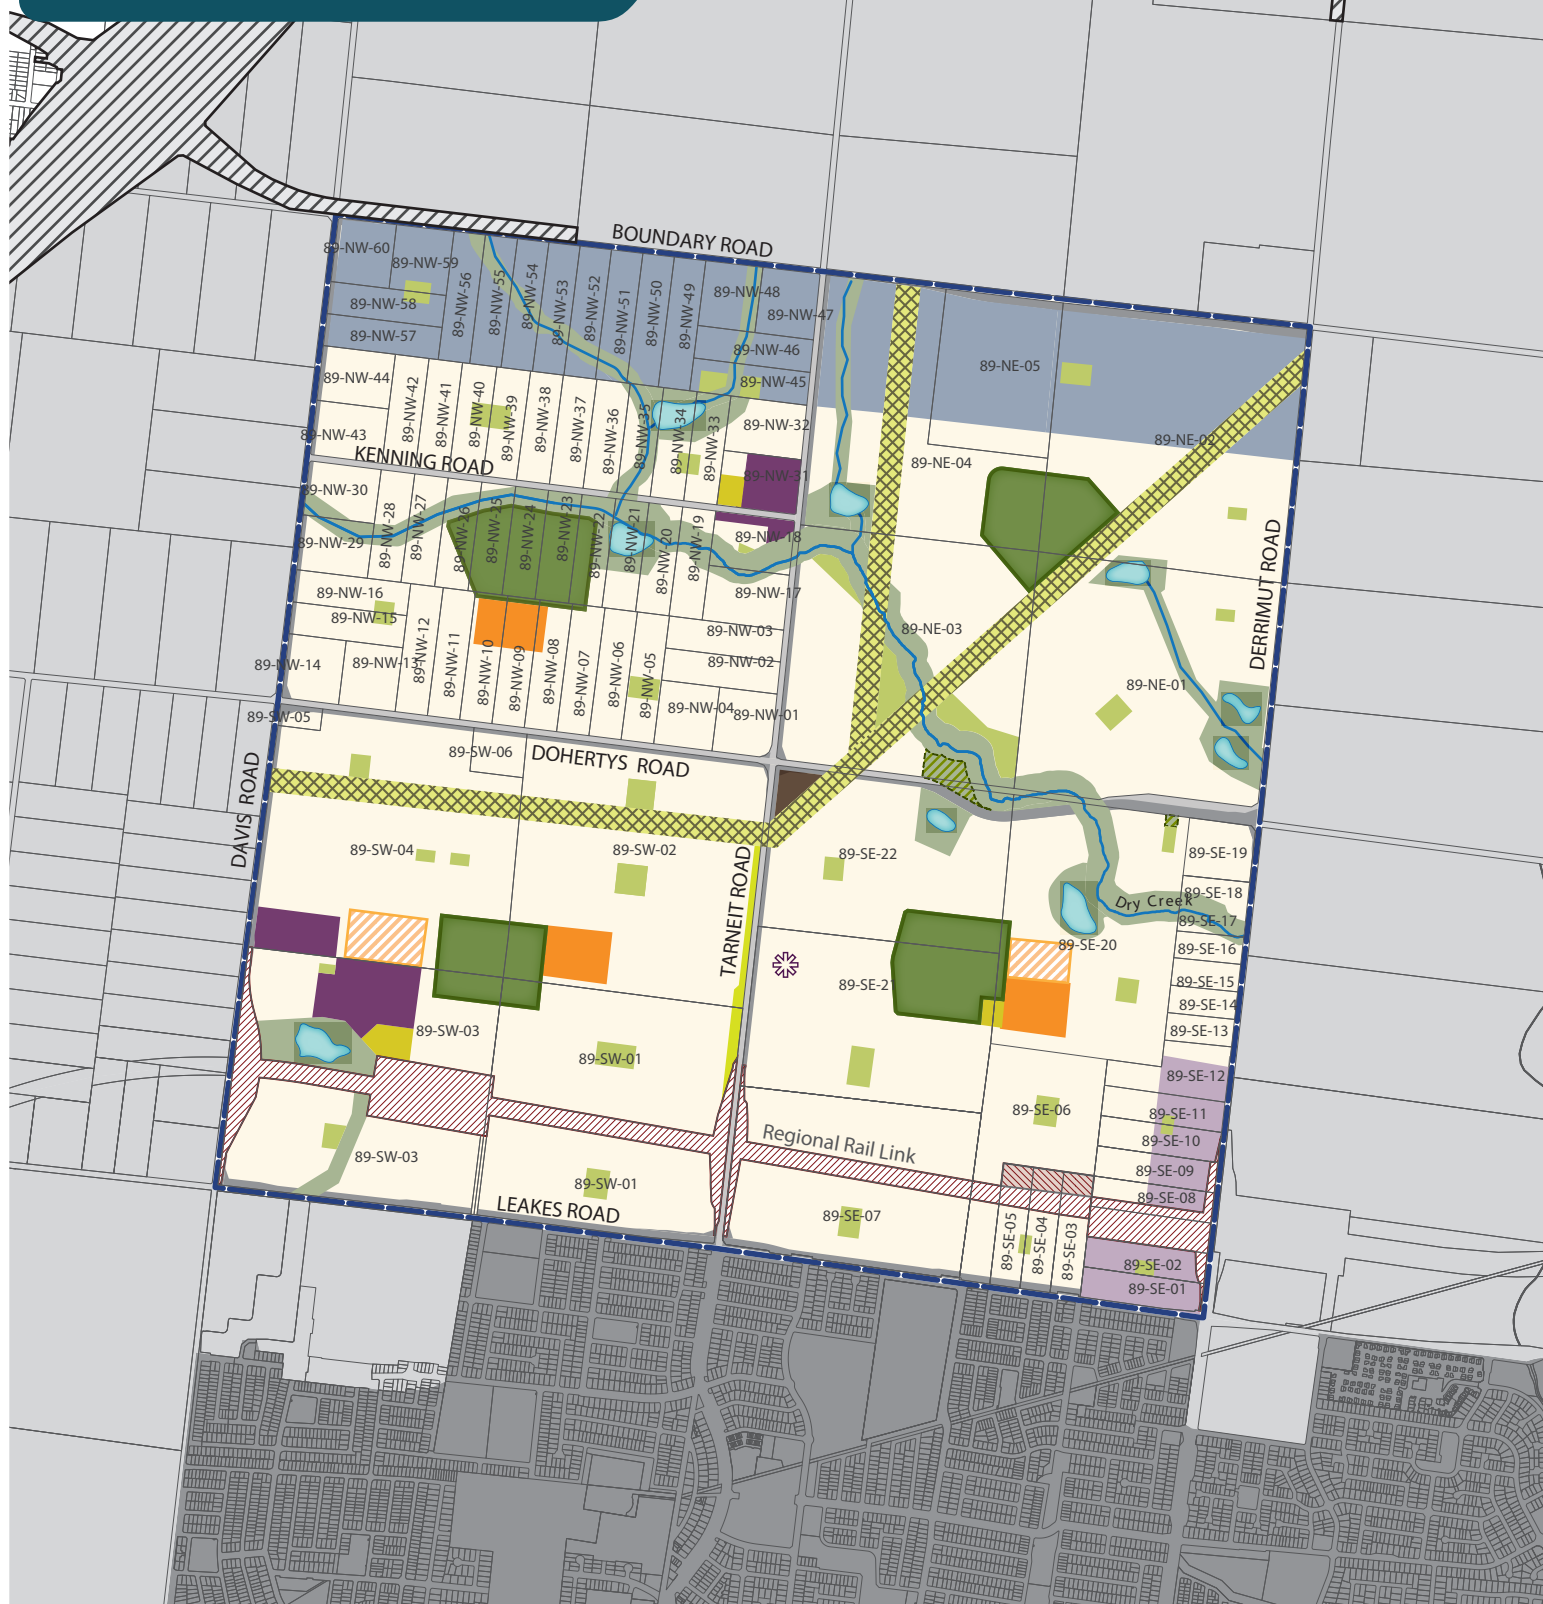 BOUNDARY ROAD
89-NW-60
89-NW-59
89-NW-58
89-NW-57
89-NW-56
89-NW-55
89-NW-54
89-NW-53
89-NW-52
89-NW-51
89-NW-50
89-NW-49
89-NW-48
89-NW-47
89-NW-46
89-NW-45
89-NE-05
89-NE-02
89-NE-04
89-NW-44
89-NW-43
89-NW-42
89-NW-41
89-NW-40
89-NW-39
89-NW-38
89-NW-37
89-NW-36
89-NW-35
89-NW-34
89-NW-33
89-NW-32
89-NW-31
KENNING ROAD
89-NW-30
89-NW-29
89-NW-28
89-NW-27
89-NW-26
89-NW-25
89-NW-24
89-NW-23
89-NW-22
89-NW-21
89-NW-20
89-NW-19
89-NW-18
89-NW-17
DERRIMUT ROAD
89-NW-16
89-NW-15
89-NW-14
89-NW-13
89-NW-12
89-NW-11
89-NW-10
89-NW-09
89-NW-08
89-NW-07
89-NW-06
89-NW-05
89-NW-03
89-NW-02
89-NW-04
89-NW-01
89-NE-03
89-NE-01
89-SW-05
89-SW-06
DOHERTYS ROAD
DAVIS ROAD
89-SW-04
89-SW-02
TARNEIT ROAD
89-SE-22
89-SE-19
89-SE-18
Dry Creek
89-SE-17
89-SE-20
89-SE-16
89-SE-21
89-SE-15
89-SE-14
89-SE-13
89-SW-03
89-SW-01
89-SE-12
89-SE-06
89-SE-11
89-SE-10
Regional Rail Link
89-SW-03
89-SE-09
89-SW-01
89-SE-08
LEAKES ROAD
89-SE-07
89-SE-05
89-SE-04
89-SE-03
89-SE-02
89-SE-01